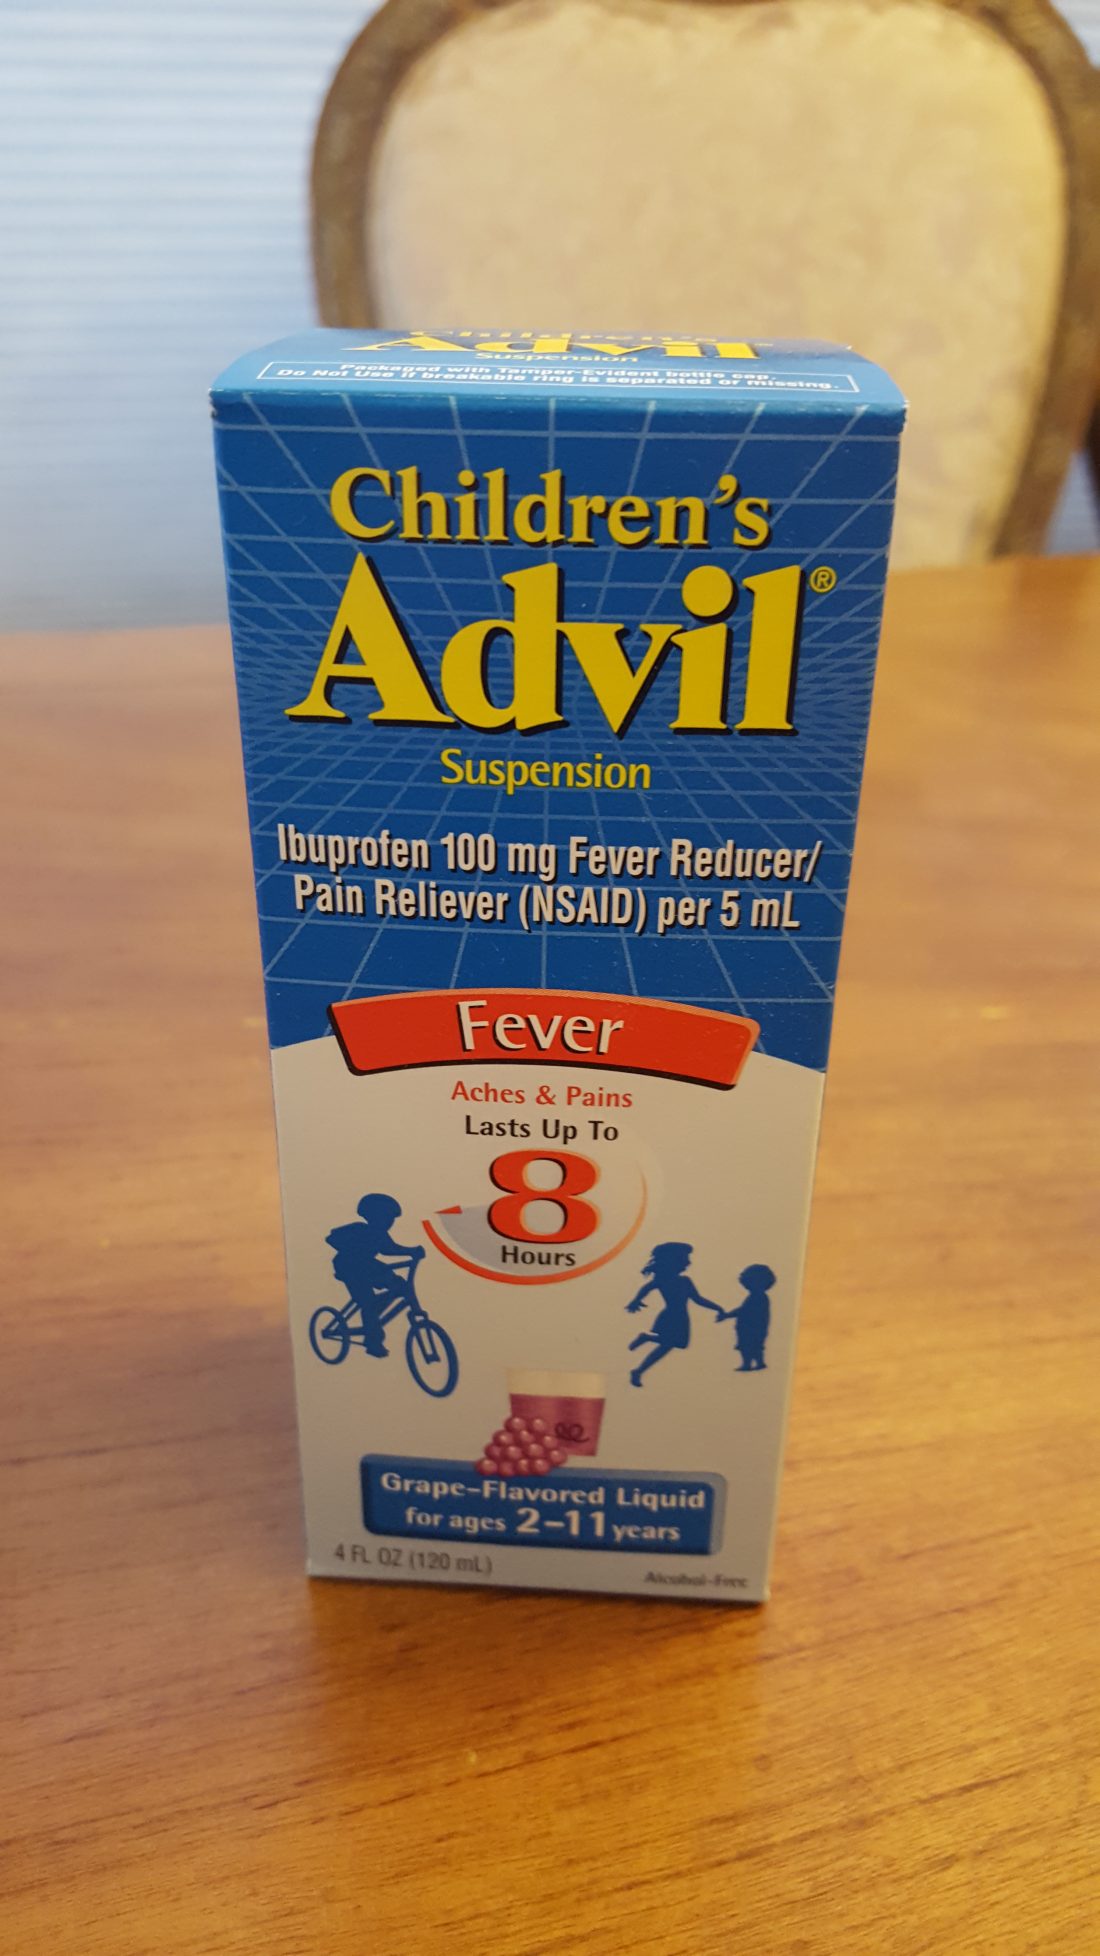 Children's
Advil
Suspension
Packaged with Tamper-Evident bottle cap.
Do Not Use if breakable ring is separated or missing.
Children's
Advil®
Suspension
Ibuprofen 100 mg Fever Reducer/
Pain Reliever (NSAID) per 5 mL
Fever
Aches & Pains
Lasts Up To
8
Hours
Grape-Flavored Liquid
for ages 2-11 years
4 FL OZ (120 mL)
Alcohol-Free